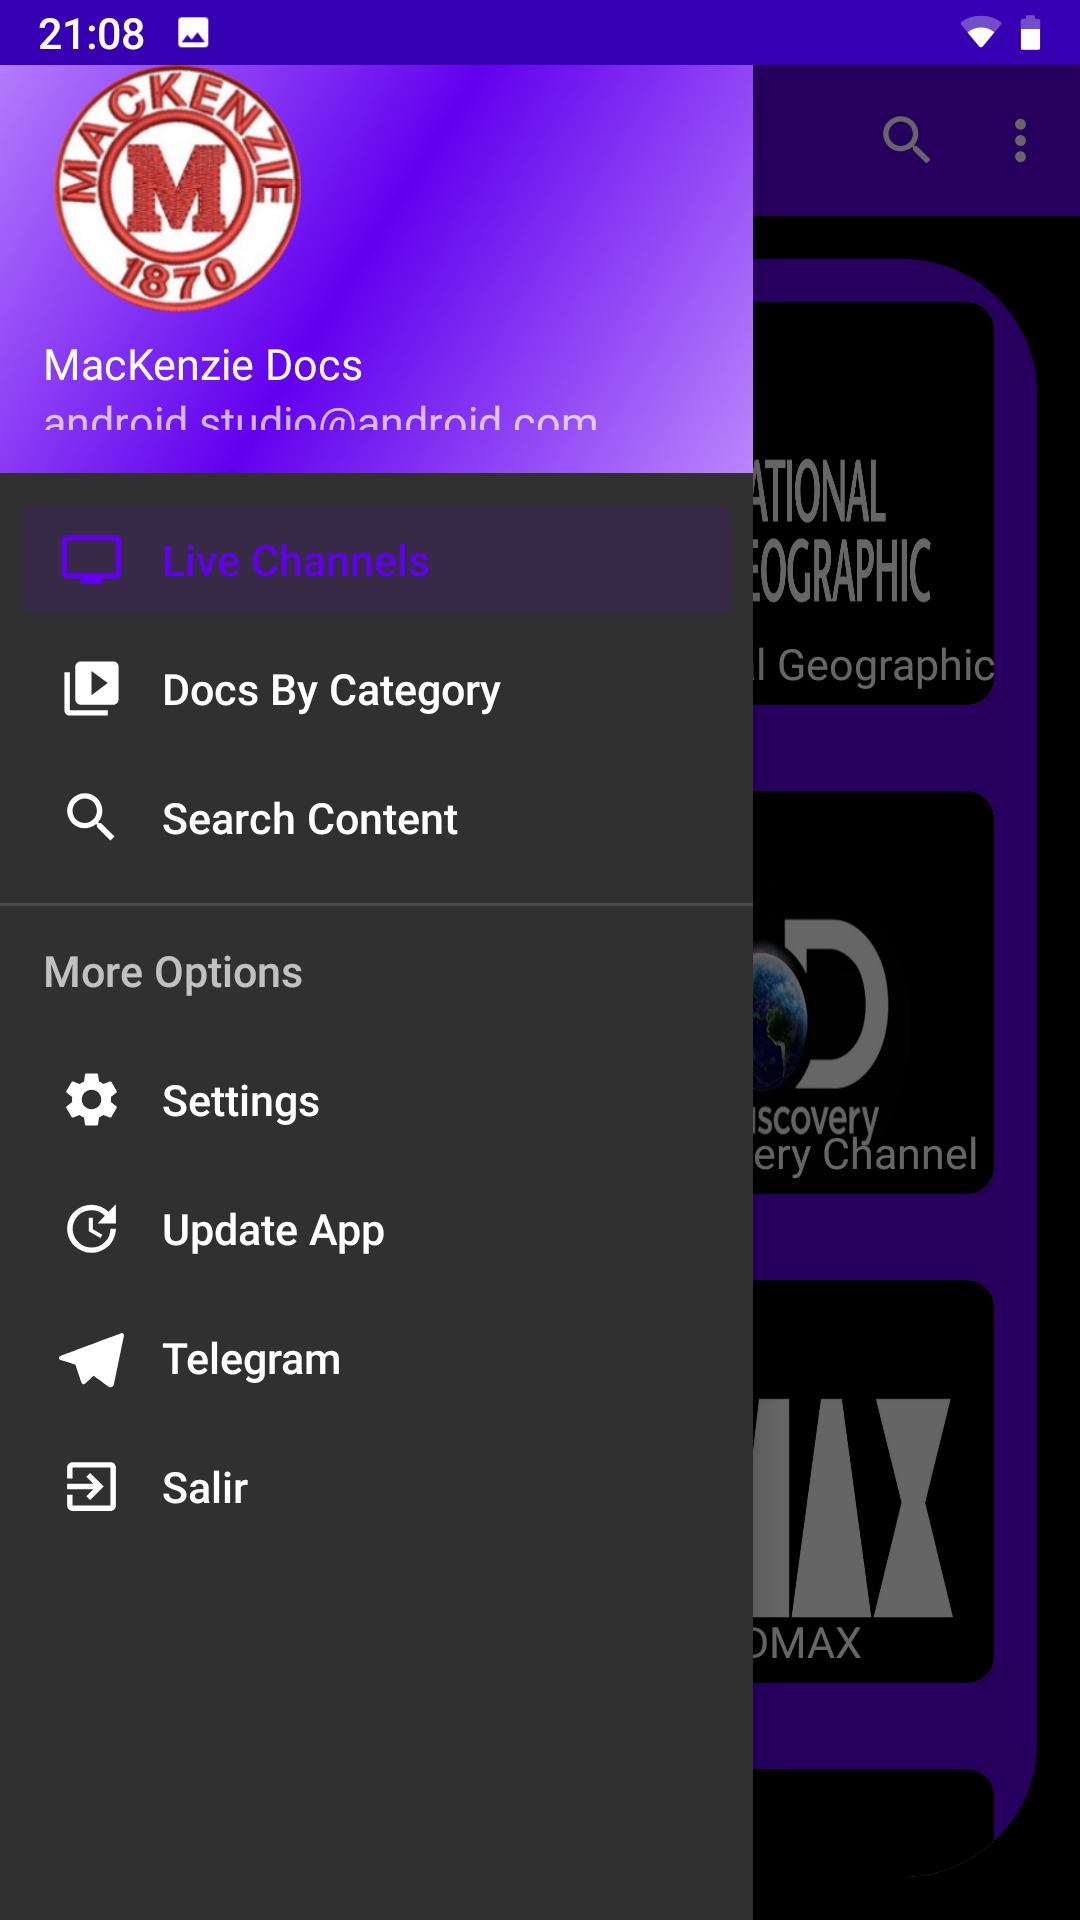 21:08
MACKENZIE
M
1870
MacKenzie Docs
android.studio@android.com
Live Channels
Docs By Category
Search Content
More Options
Settings
Update App
Telegram
Salir
ATIONAL
EOGRAPHIC
l Geographic
iscovery
ery Channel
MAX
DMAX